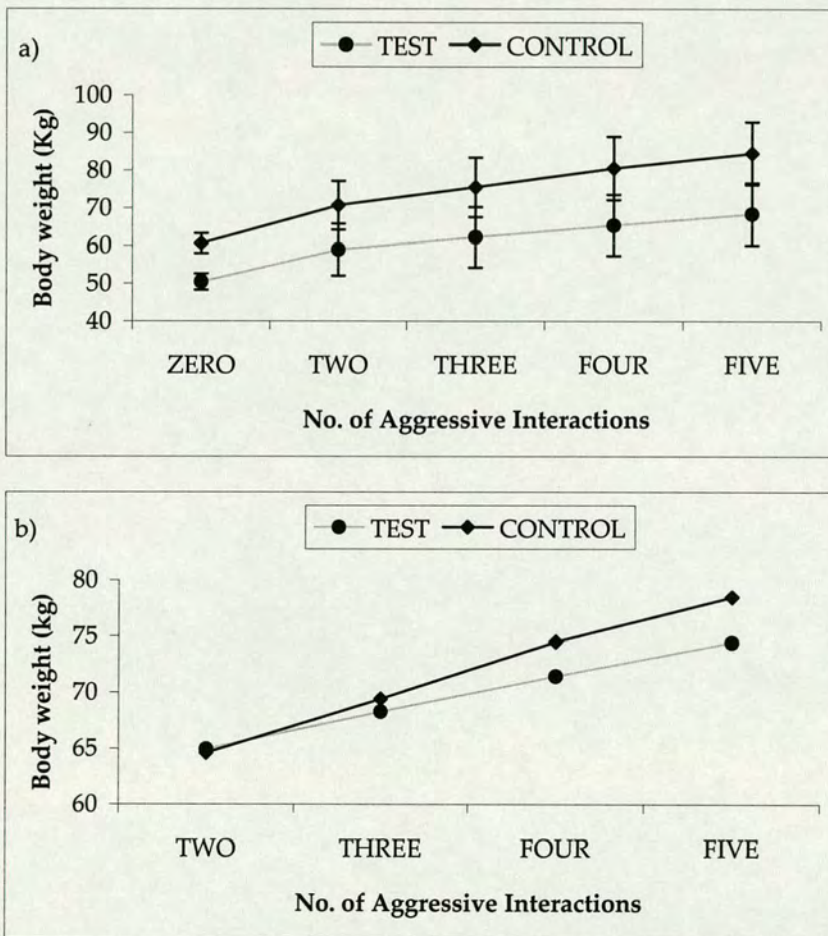 a)
TEST CONTROL
Body weight (Kg)
100
90
80
70
60
50
40
ZERO TWO THREE FOUR FIVE
No. of Aggressive Interactions
b)
TEST CONTROL
Body weight (kg)
80
75
70
65
60
TWO THREE FOUR FIVE
No. of Aggressive Interactions